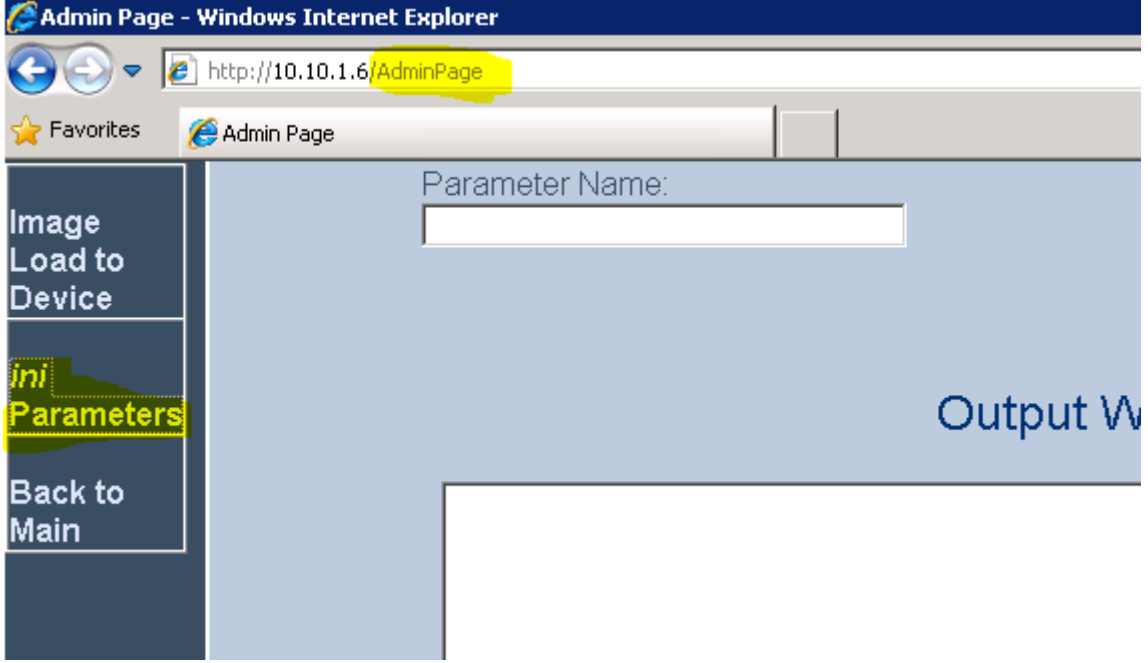 Admin Page - Windows Internet Explorer
http://10.10.1.6/AdminPage
Favorites
Admin Page
Image
Load to
Device
ini
Parameters
Back to
Main
Parameter Name:
Output